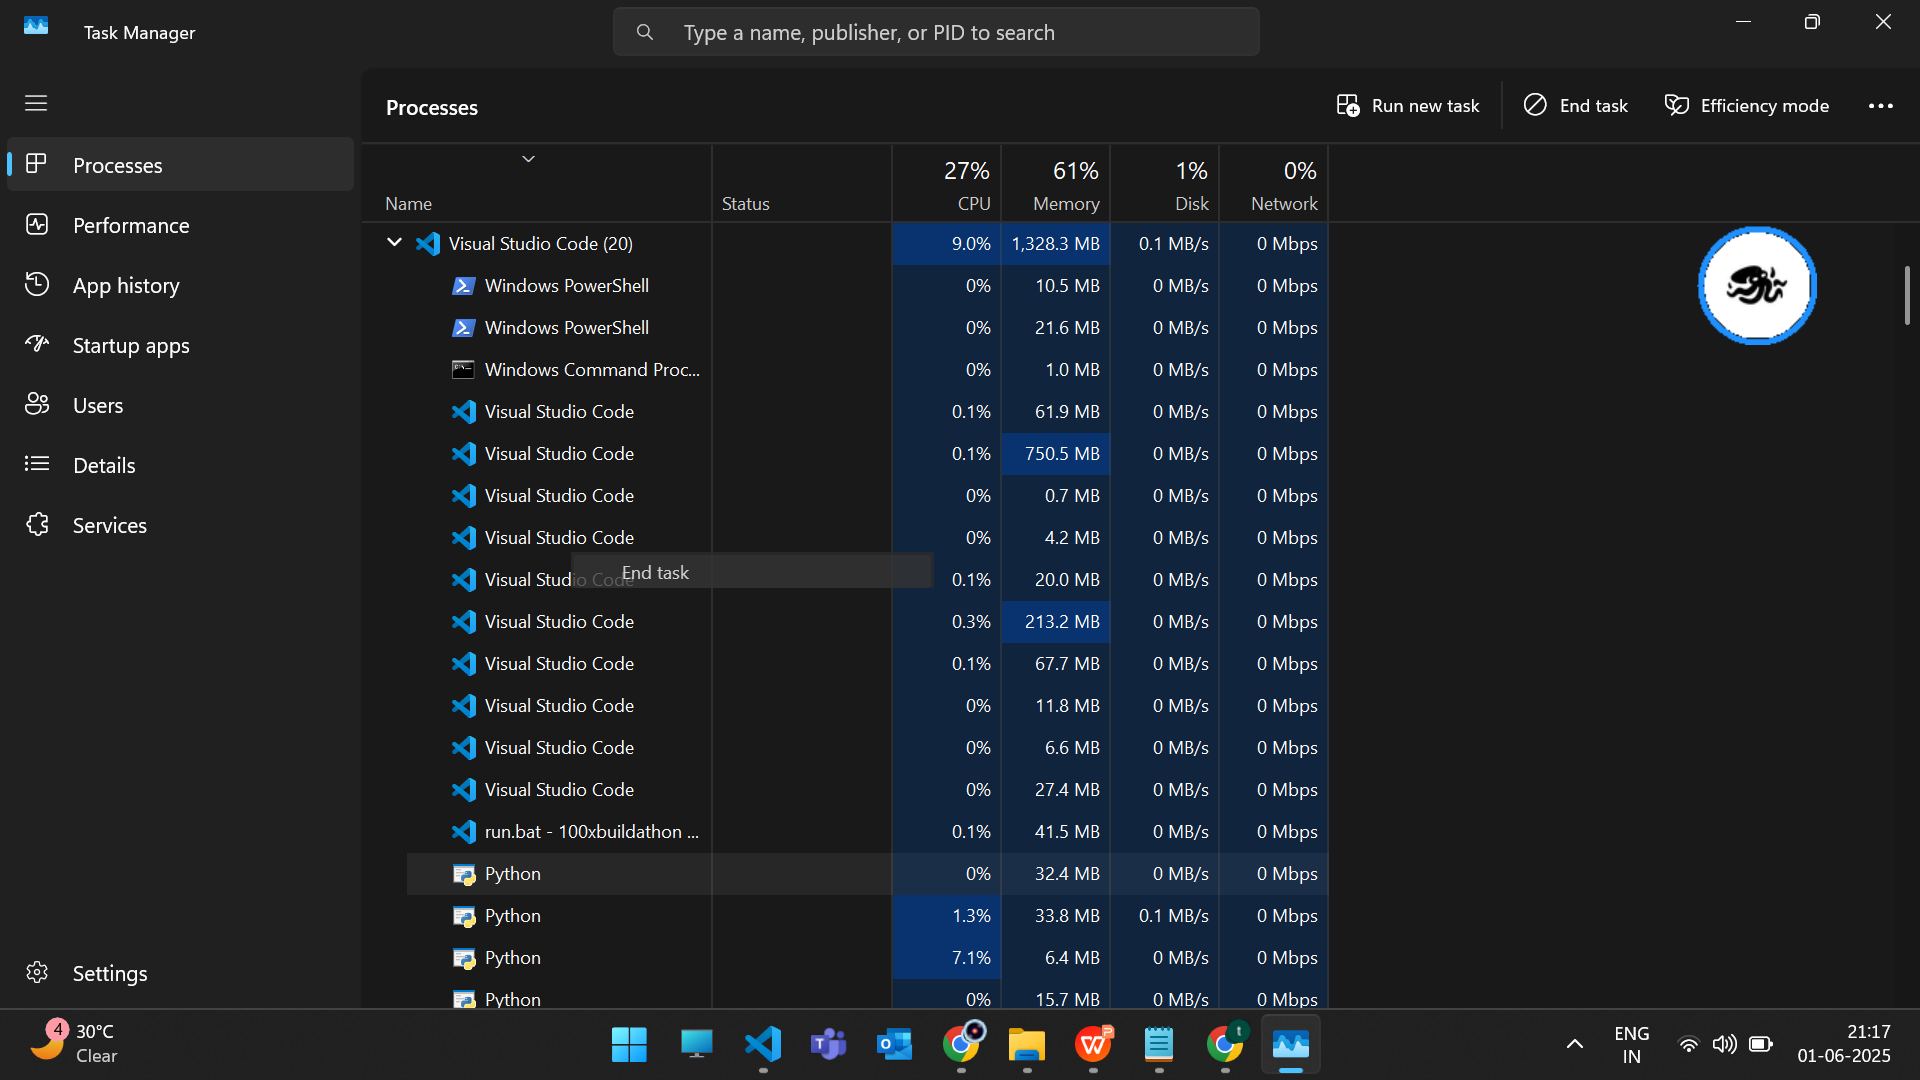 Task Manager
Type a name, publisher, or PID to search
Processes
Performance
App history
Startup apps
Users
Details
Services
Settings
Processes
Run new task
End task
Efficiency mode
Name Status 27% CPU 61% Memory 1% Disk 0% Network
Visual Studio Code (20) 9.0% 1,328.3 MB 0.1 MB/s 0 Mbps
Windows PowerShell 0% 10.5 MB 0 MB/s 0 Mbps
Windows PowerShell 0% 21.6 MB 0 MB/s 0 Mbps
Windows Command Proc... 0% 1.0 MB 0 MB/s 0 Mbps
Visual Studio Code 0.1% 61.9 MB 0 MB/s 0 Mbps
Visual Studio Code 0.1% 750.5 MB 0 MB/s 0 Mbps
Visual Studio Code 0% 0.7 MB 0 MB/s 0 Mbps
Visual Studio Code 0% 4.2 MB 0 MB/s 0 Mbps
Visual Studio Code 0.1% 20.0 MB 0 MB/s 0 Mbps
End task
Visual Studio Code 0.3% 213.2 MB 0 MB/s 0 Mbps
Visual Studio Code 0.1% 67.7 MB 0 MB/s 0 Mbps
Visual Studio Code 0% 11.8 MB 0 MB/s 0 Mbps
Visual Studio Code 0% 6.6 MB 0 MB/s 0 Mbps
Visual Studio Code 0% 27.4 MB 0 MB/s 0 Mbps
run.bat - 100xbuildathon ... 0.1% 41.5 MB 0 MB/s 0 Mbps
Python 0% 32.4 MB 0 MB/s 0 Mbps
Python 1.3% 33.8 MB 0.1 MB/s 0 Mbps
Python 7.1% 6.4 MB 0 MB/s 0 Mbps
Python 0% 15.7 MB 0 MB/s 0 Mbps
4
30°C
Clear
t
ENG
IN
21:17
01-06-2025